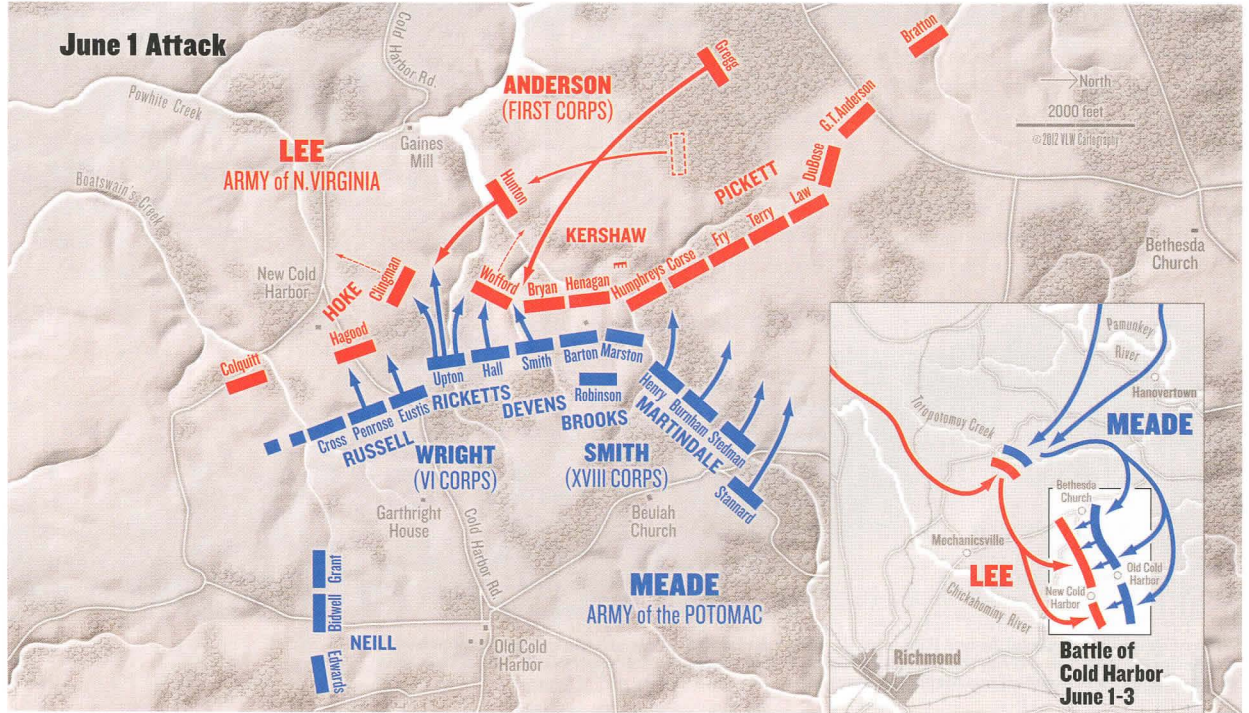 June 1 Attack
Cold
Harbor Rd.
Powhite Creek
Gaines
Mill
Boatswain's Creek
LEE
ARMY of N.VIRGINIA
ANDERSON
(FIRST CORPS)
Gregg
Bratton
North
2000 feet
©2012 VLW Cartography
G.T.Anderson
DuBose
PICKETT
Law
Terry
Fry
Corse
Humphreys
Hunton
KERSHAW
Wofford
Bryan
Henagan
Bethesda
Church
New Cold
Harbor
HOKE
Clingman
Hagood
Colquitt
Upton
Hall
Smith
Barton
Marston
Robinson
Cross
Penrose
Eustis
RUSSELL
RICKETTS
DEVENS
BROOKS
Henry
Burnham
Stedman
MARTINDALE
Stannard
WRIGHT
(VI CORPS)
SMITH
(XVIII CORPS)
Garthright
House
Cold Harbor Rd.
Beulah
Church
Grant
Bidwell
Edwards
NEILL
MEADE
ARMY of the POTOMAC
Old Cold
Harbor
Pamunkey
River
Hanovertown
Totopotomoy Creek
MEADE
Bethesda
Church
Mechanicsville
LEE
Old Cold
Harbor
New Cold
Harbor
Chickahominy River
Richmond
Battle of
Cold Harbor
June 1-3